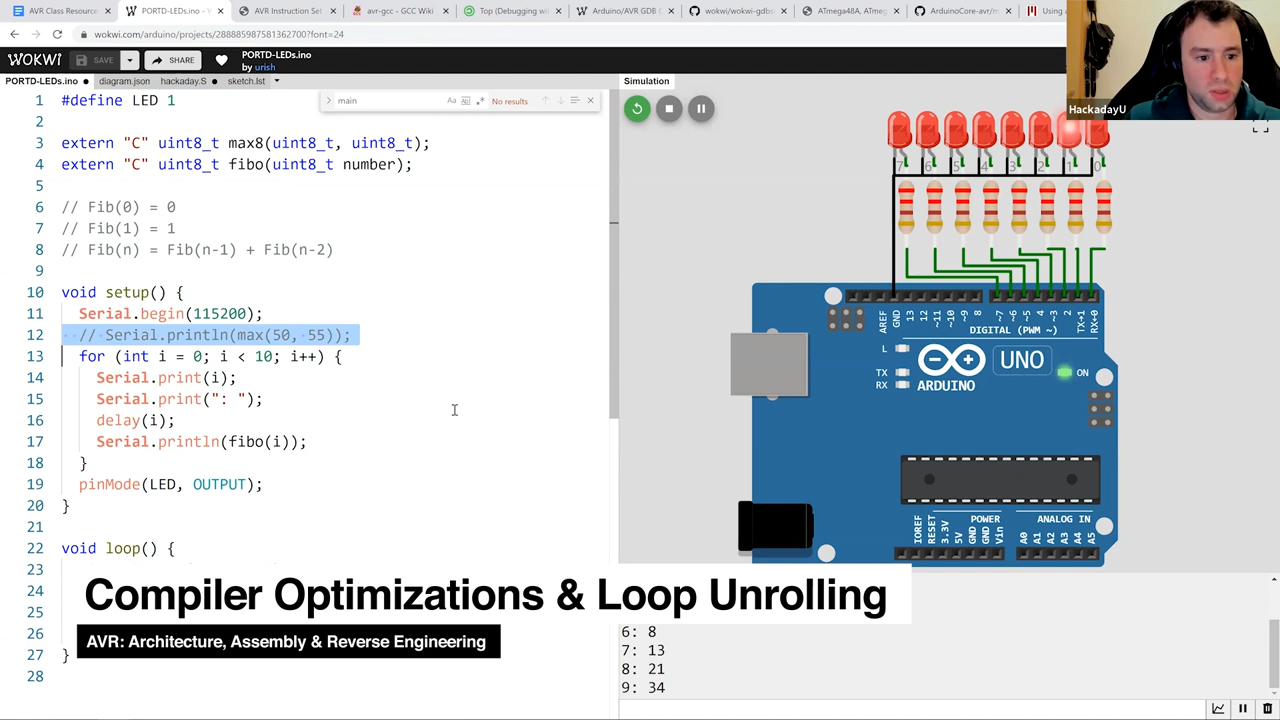 AVR Class Resource
PORTD-LEDs.ino - W
AVR Instruction Set
avr-gcc - GCC Wiki
Top (Debugging wi
Arduino/AVR GDB C
wokwi/wokwi-gdbs
ATmega48A, ATmeg
ArduinoCore-avr/m
Using a
wokwi.com/arduino/projects/288885987581362700?font=24
WOKWI
SAVE
SHARE
PORTD-LEDs.ino
by urish
HackadayU
PORTD-LEDs.ino
diagram.json
hackaday.S
sketch.lst
Simulation
main
Aa
No results
1 #define LED 1
2
3 extern "C" uint8_t max8(uint8_t, uint8_t);
4 extern "C" uint8_t fibo(uint8_t number);
5
6 // Fib(0) = 0
7 // Fib(1) = 1
8 // Fib(n) = Fib(n-1) + Fib(n-2)
9
10 void setup() {
11 Serial.begin(115200);
12 // Serial.println(max(50, 55));
13 for (int i = 0; i < 10; i++) {
14 Serial.print(i);
15 Serial.print(": ");
16 delay(i);
17 Serial.println(fibo(i));
18 }
19 pinMode(LED, OUTPUT);
20 }
21
22 void loop() {
23
24
25
26
27 }
28
7 6 5 4 3 2 1 0
AREF GND 13 12 ~11 ~10 ~9 8 7 ~6 ~5 4 ~3 2 TX→1 RX←0
DIGITAL (PWM ~)
L
TX
RX
UNO
ARDUINO
ON
IOREF RESET 3.3V 5V GND GND Vin
POWER
ANALOG IN
A0 A1 A2 A3 A4 A5
Compiler Optimizations & Loop Unrolling
AVR: Architecture, Assembly & Reverse Engineering
6: 8
7: 13
8: 21
9: 34